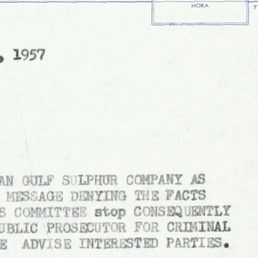 HORA
, 1957
AN GULF SULPHUR COMPANY AS
MESSAGE DENYING THE FACTS
S COMMITTEE stop CONSEQUENTLY
UBLIC PROSECUTOR FOR CRIMINAL
E ADVISE INTERESTED PARTIES.